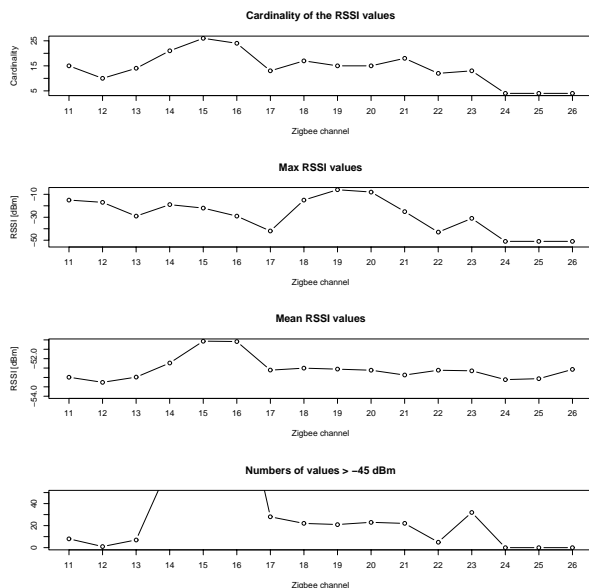 Cardinality of the RSSI values
Cardinality
5 15 25
11 12 13 14 15 16 17 18 19 20 21 22 23 24 25 26
Zigbee channel
Max RSSI values
RSSI [dBm]
−50 −30 −10
11 12 13 14 15 16 17 18 19 20 21 22 23 24 25 26
Zigbee channel
Mean RSSI values
RSSI [dBm]
−54.0 −52.0
11 12 13 14 15 16 17 18 19 20 21 22 23 24 25 26
Zigbee channel
Numbers of values > −45 dBm
0 20 40
11 12 13 14 15 16 17 18 19 20 21 22 23 24 25 26
Zigbee channel